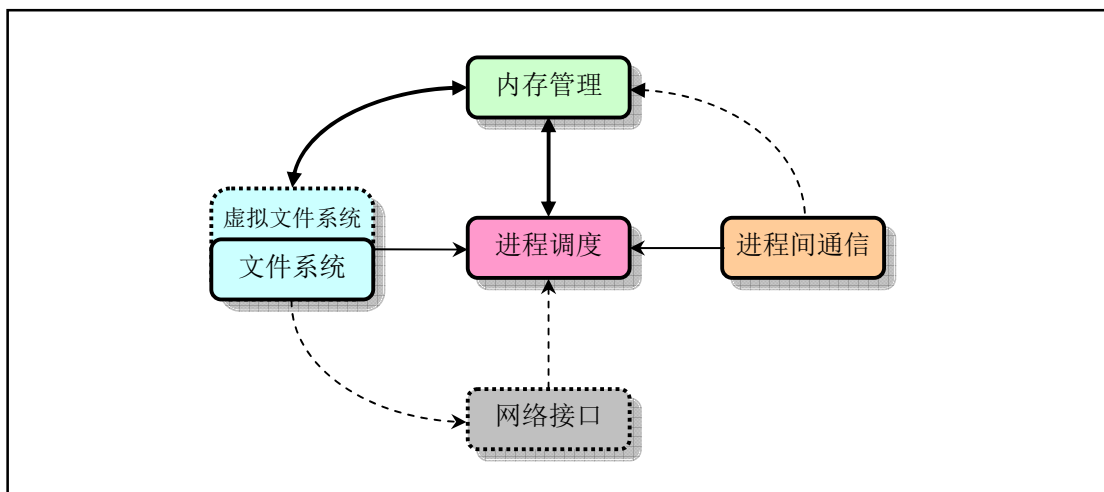 内存管理
虚拟文件系统
文件系统
进程调度
进程间通信
网络接口